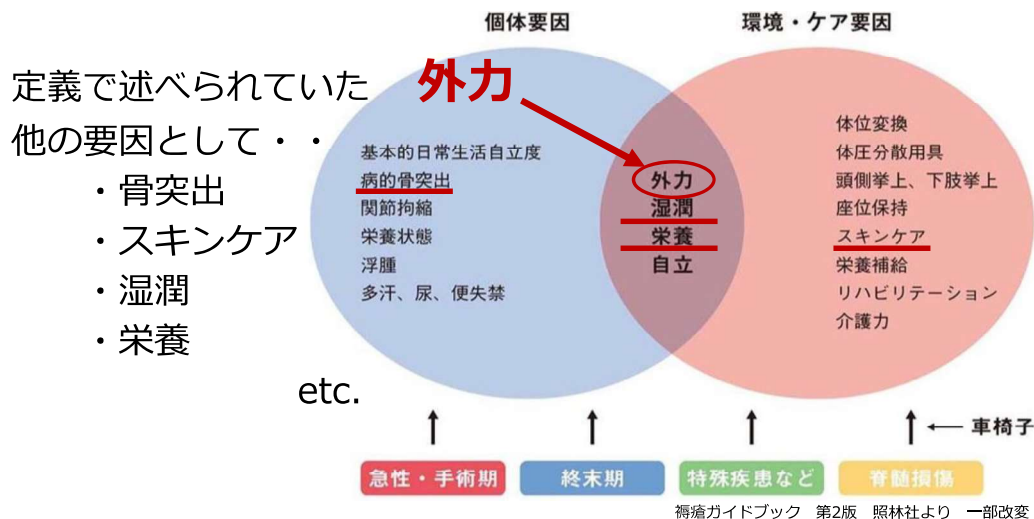 個体要因
環境・ケア要因
定義で述べられていた
他の要因として・・
・骨突出
・スキンケア
・湿潤
・栄養
etc.
外力
基本的日常生活自立度
病的骨突出
関節拘縮
栄養状態
浮腫
多汗、尿、便失禁
外力
湿潤
栄養
自立
体位変換
体圧分散用具
頭側挙上、下肢挙上
座位保持
スキンケア
栄養補給
リハビリテーション
介護力
車椅子
急性・手術期
終末期
特殊疾患など
脊髄損傷
褥瘡ガイドブック　第2版　照林社より　一部改変